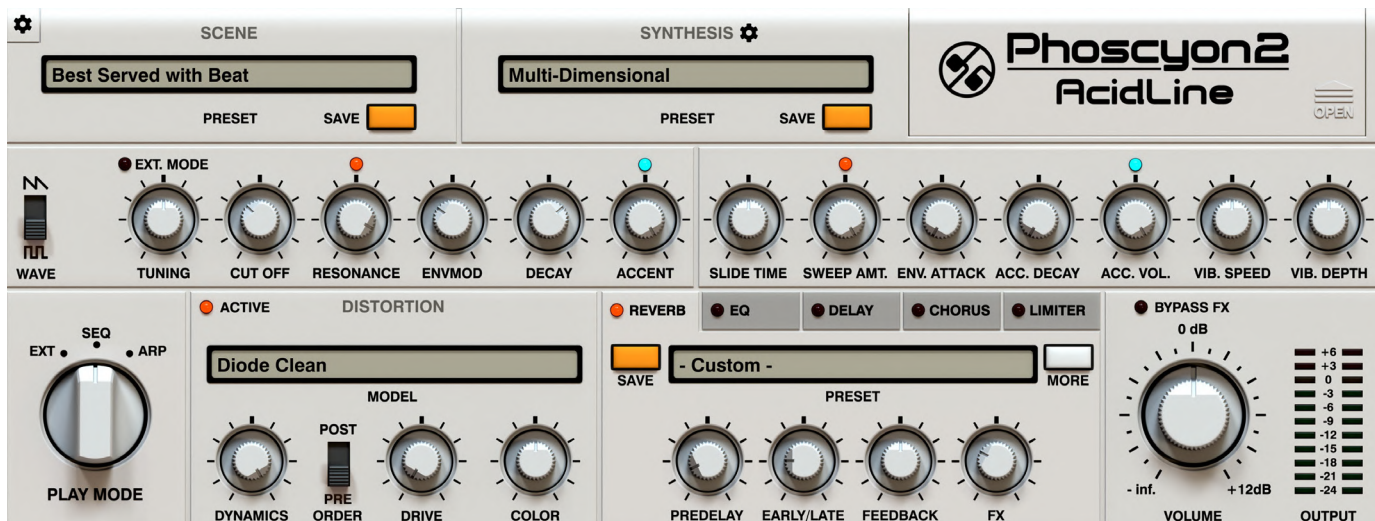 SCENE
SYNTHESIS
Phoscyon2
AcidLine
Best Served with Beat
Multi-Dimensional
OPEN
PRESET SAVE
PRESET SAVE
EXT. MODE
WAVE
TUNING CUT OFF RESONANCE ENVMOD DECAY ACCENT
SLIDE TIME SWEEP AMT. ENV. ATTACK ACC. DECAY ACC. VOL. VIB. SPEED VIB. DEPTH
EXT SEQ ARP
PLAY MODE
ACTIVE DISTORTION
Diode Clean
MODEL
POST
PRE
DYNAMICS ORDER DRIVE COLOR
REVERB EQ DELAY CHORUS LIMITER
SAVE
- Custom -
MORE
PRESET
PREDELAY EARLY/LATE FEEDBACK FX
BYPASS FX
0 dB
- inf. +12dB
VOLUME
+6
+3
0
-3
-6
-9
-12
-15
-18
-21
-24
OUTPUT